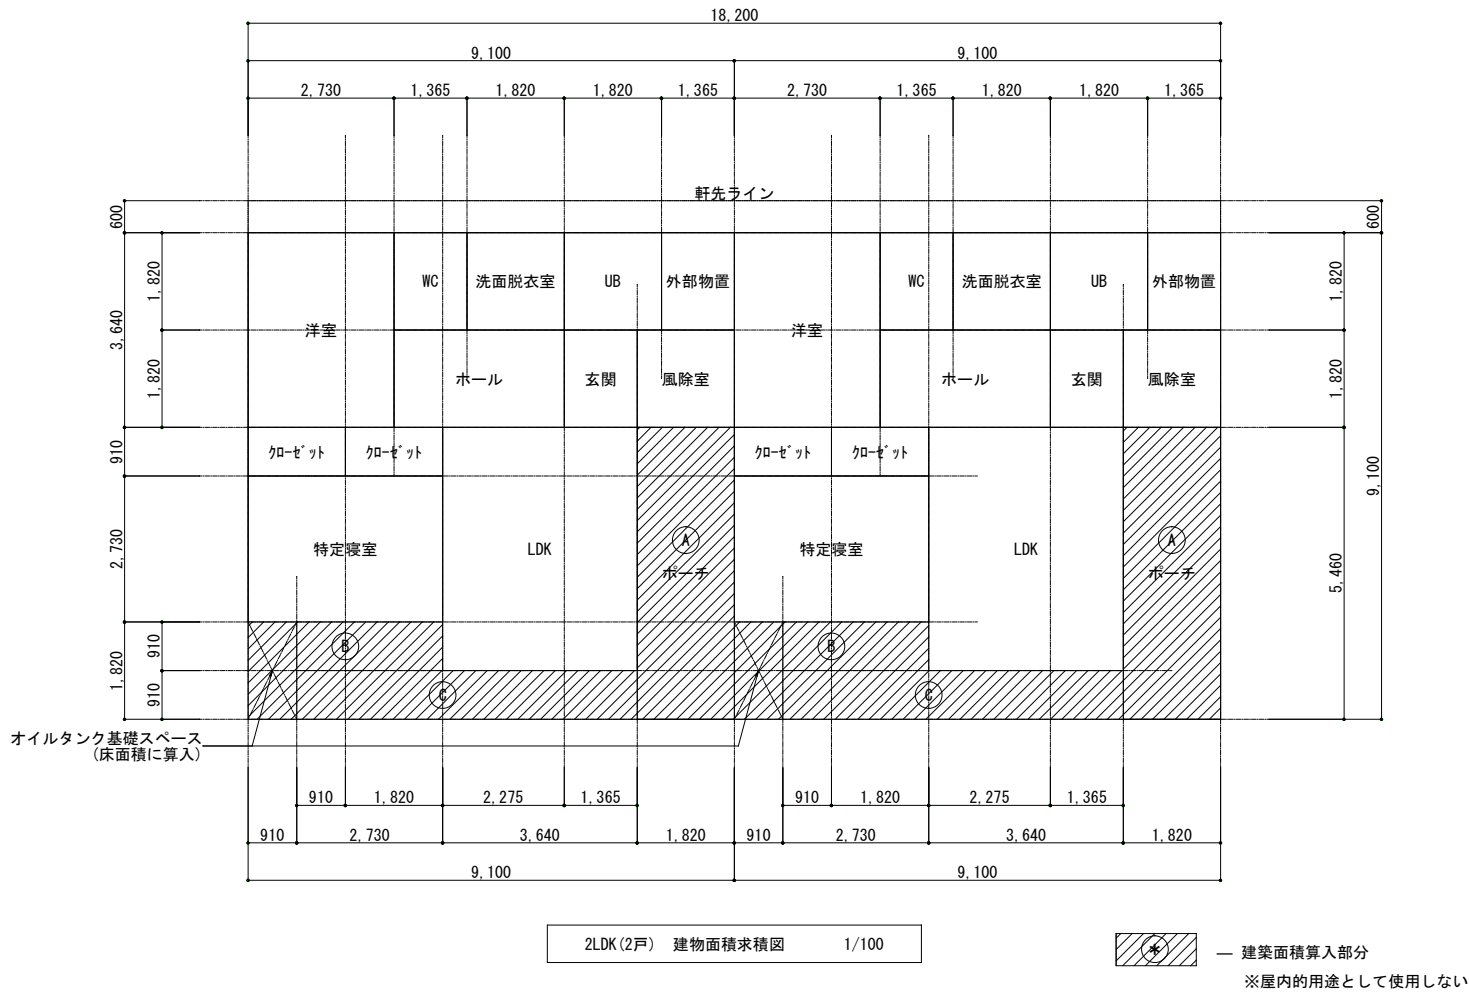 18,200
9,100 9,100
2,730 1,365 1,820 1,820 1,365 2,730 1,365 1,820 1,820 1,365
軒先ライン
600 600
1,820 WC 洗面脱衣室 UB 外部物置 WC 洗面脱衣室 UB 外部物置 1,820
3,640 洋室 洋室
1,820 ホール 玄関 風除室 ホール 玄関 風除室 1,820
910 クローゼット クローゼット クローゼット クローゼット
9,100
2,730 特定寝室 LDK A 特定寝室 LDK A
ポーチ ポーチ 5,460
910 B B
1,820
910 C C
オイルタンク基礎スペース
(床面積に算入)
910 1,820 2,275 1,365 910 1,820 2,275 1,365
910 2,730 3,640 1,820 910 2,730 3,640 1,820
9,100 9,100
2LDK(2戸) 建物面積求積図 1/100
* — 建築面積算入部分
※屋内的用途として使用しない